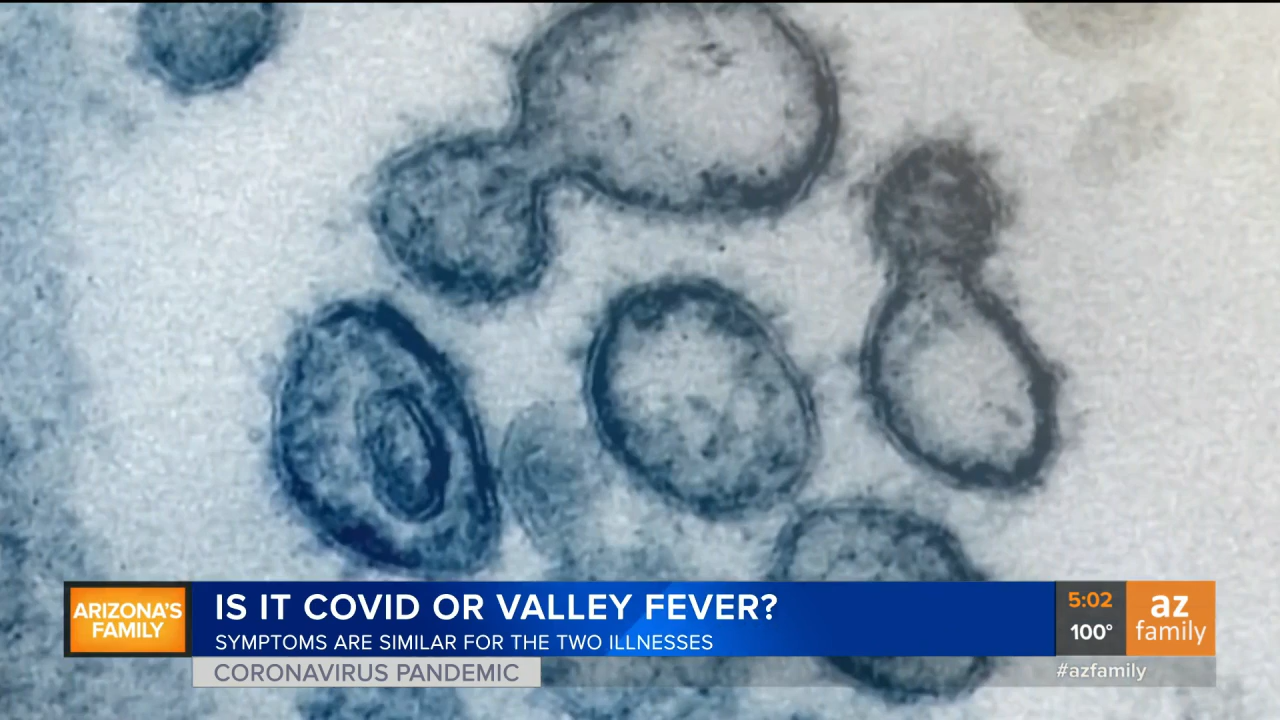 ARIZONA'S
FAMILY
IS IT COVID OR VALLEY FEVER?
SYMPTOMS ARE SIMILAR FOR THE TWO ILLNESSES
CORONAVIRUS PANDEMIC
5:02
100°
az
family
#azfamily